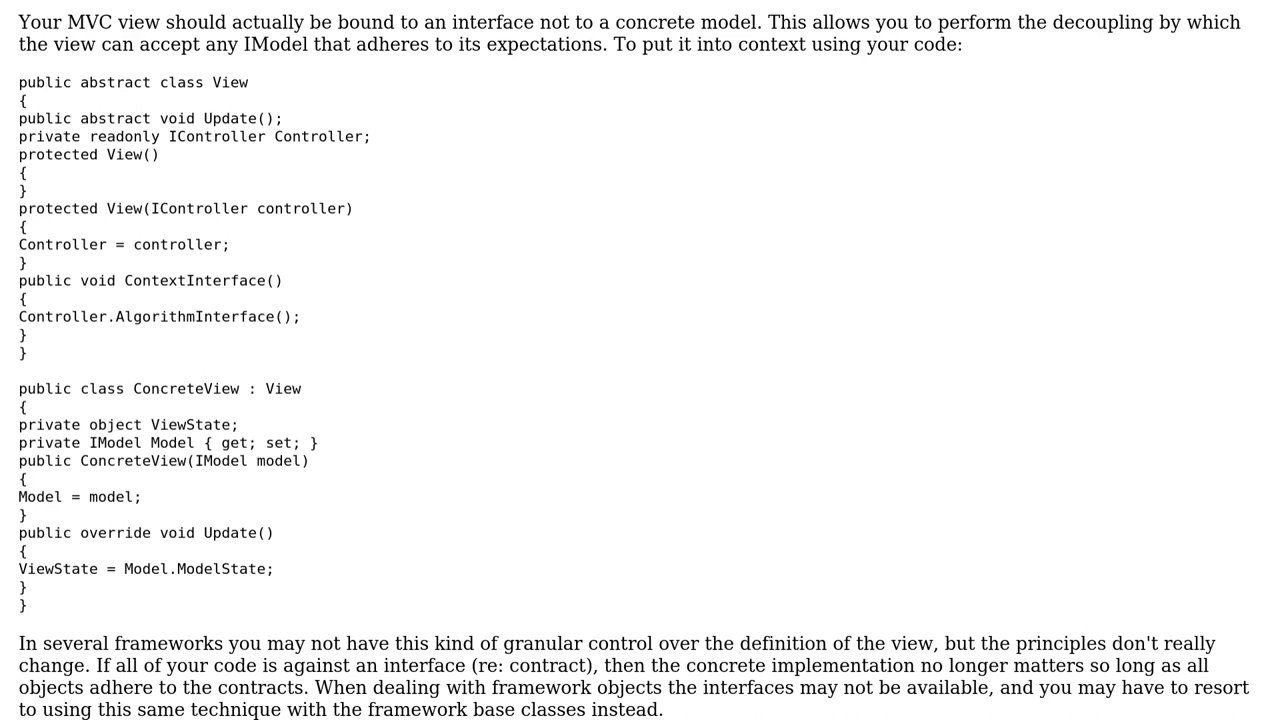 Your MVC view should actually be bound to an interface not to a concrete model. This allows you to perform the decoupling by which
the view can accept any IModel that adheres to its expectations. To put it into context using your code:
public abstract class View
{
public abstract void Update();
private readonly IController Controller;
protected View()
{
}
protected View(IController controller)
{
Controller = controller;
}
public void ContextInterface()
{
Controller.AlgorithmInterface();
}
}
public class ConcreteView : View
{
private object ViewState;
private IModel Model { get; set; }
public ConcreteView(IModel model)
{
Model = model;
}
public override void Update()
{
ViewState = Model.ModelState;
}
}
In several frameworks you may not have this kind of granular control over the definition of the view, but the principles don't really
change. If all of your code is against an interface (re: contract), then the concrete implementation no longer matters so long as all
objects adhere to the contracts. When dealing with framework objects the interfaces may not be available, and you may have to resort
to using this same technique with the framework base classes instead.